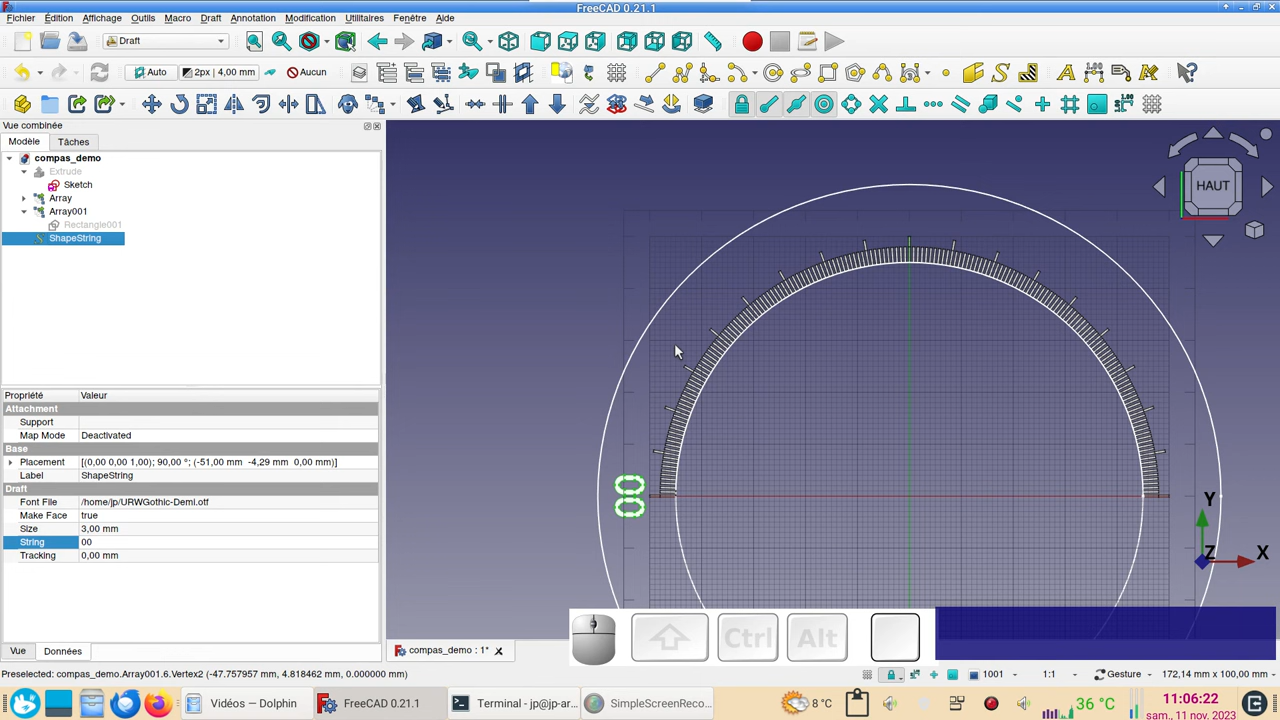 FreeCAD 0.21.1
Fichier Édition Affichage Outils Macro Draft Annotation Modification Utilitaires Fenêtre Aide
Draft
Auto 2px | 4,00 mm Aucun
Vue combinée
Modèle Tâches
compas_demo
Extrude
Sketch
Array
Array001
Rectangle001
ShapeString
Propriété Valeur
Attachment
Support
Map Mode Deactivated
Base
Placement [(0,00 0,00 1,00); 90,00 °; (-51,00 mm -4,29 mm 0,00 mm)]
Label ShapeString
Draft
Font File /home/jp/URWGothic-Demi.otf
Make Face true
Size 3,00 mm
String 00
Tracking 0,00 mm
Vue Données
HAUT
00
Y
Z X
Ctrl Alt
compas_demo : 1*
Preselected: compas_demo.Array001.6.Vertex2 (-47.757957 mm, 4.818462 mm, 0.000000 mm)
1001 1:1 Gesture 172,14 mm x 100,00 mm
Vidéos — Dolphin FreeCAD 0.21.1 Terminal - jp@jp-ar... SimpleScreenReco... 8°C 36 °C 11:06:22
sam., 11 nov. 2023